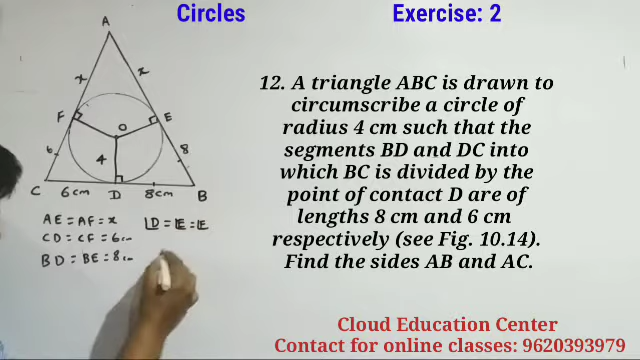 Circles
Exercise: 2
A
x
x
F
E
O
4
6
8
C
6cm
D
8cm
B
12. A triangle ABC is drawn to
circumscribe a circle of
radius 4 cm such that the
segments BD and DC into
which BC is divided by the
point of contact D are of
lengths 8 cm and 6 cm
respectively (see Fig. 10.14).
Find the sides AB and AC.
AE = AF = x
CD = CF = 6cm
BD = BE = 8cm
Cloud Education Center
Contact for online classes: 9620393979